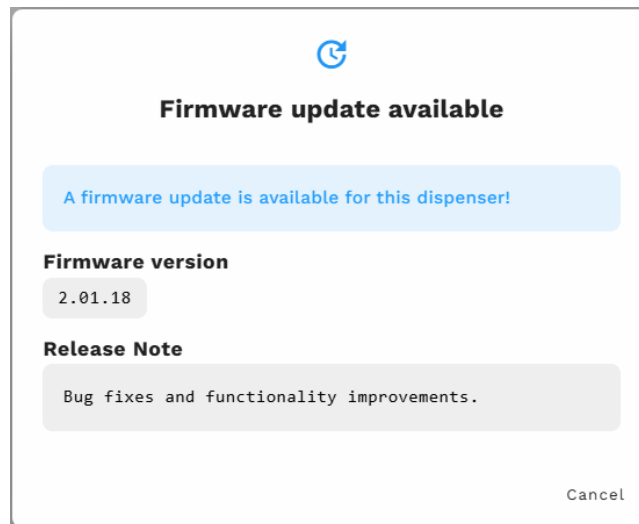 Firmware update available
A firmware update is available for this dispenser!
Firmware version
2.01.18
Release Note
Bug fixes and functionality improvements.
Cancel